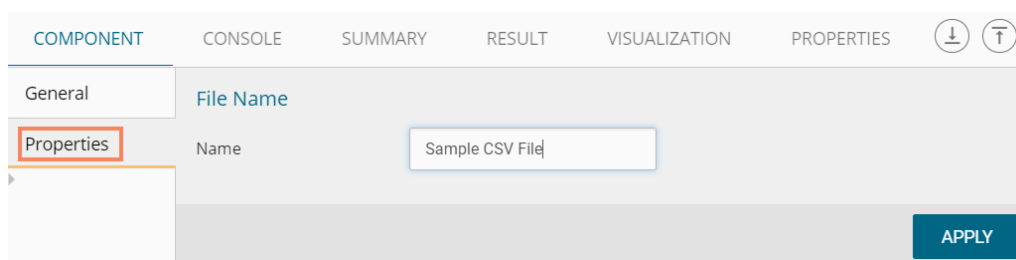 COMPONENT CONSOLE SUMMARY RESULT VISUALIZATION PROPERTIES
General
File Name
Properties
Name Sample CSV File
APPLY